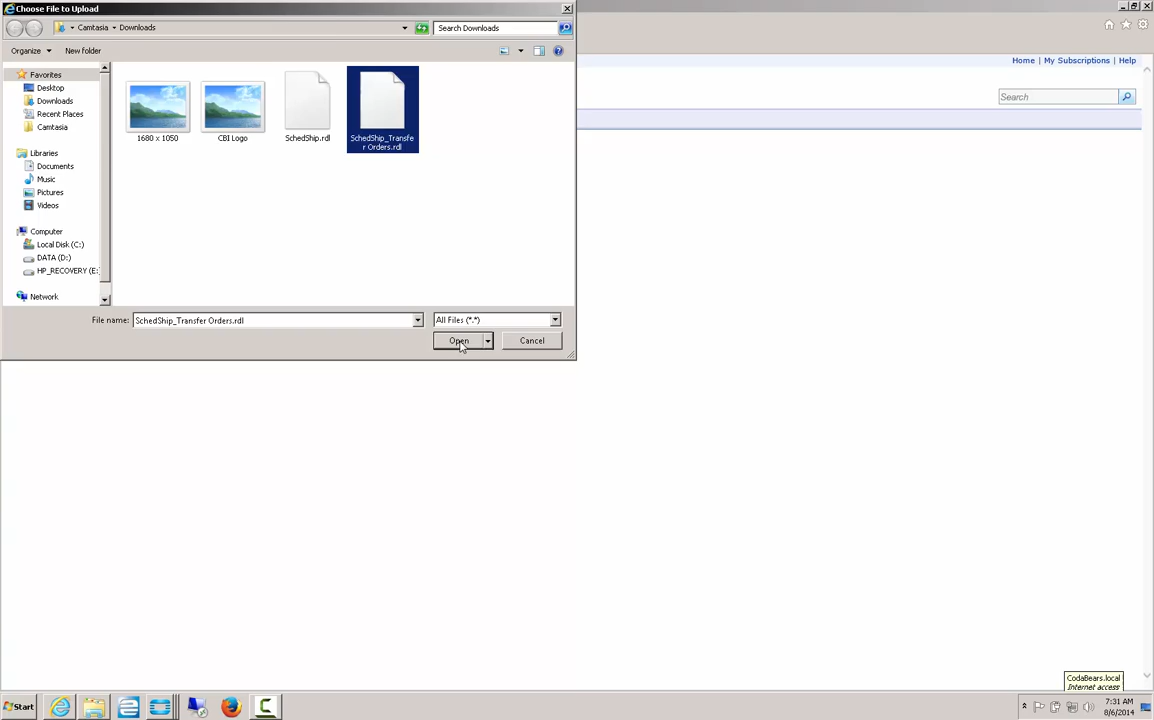 Choose File to Upload
Camtasia Downloads
Search Downloads
Organize
New folder
Favorites
Desktop
Downloads
Recent Places
Camtasia
Libraries
Documents
Music
Pictures
Videos
Computer
Local Disk (C:)
DATA (D:)
HP_RECOVERY (E:)
Network
1680 x 1050
CBI Logo
SchedShip.rdl
SchedShip_Transfe
r Orders.rdl
File name:
SchedShip_Transfer Orders.rdl
All Files (*.*)
Open
Cancel
Home | My Subscriptions | Help
Search
CodaBears.local
Internet access
Start
7:31 AM
8/6/2014